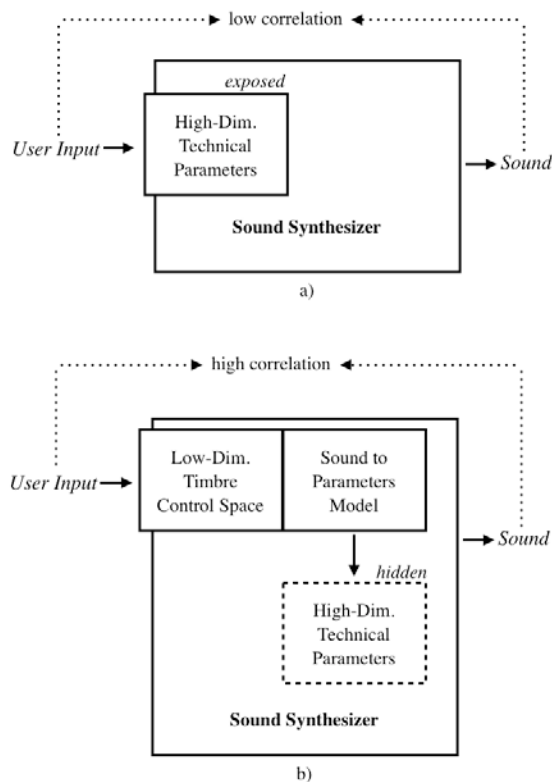 low correlation
exposed
User Input
High-Dim.
Technical
Parameters
Sound
Sound Synthesizer
a)
high correlation
User Input
Low-Dim.
Timbre
Control Space
Sound to
Parameters
Model
Sound
hidden
High-Dim.
Technical
Parameters
Sound Synthesizer
b)